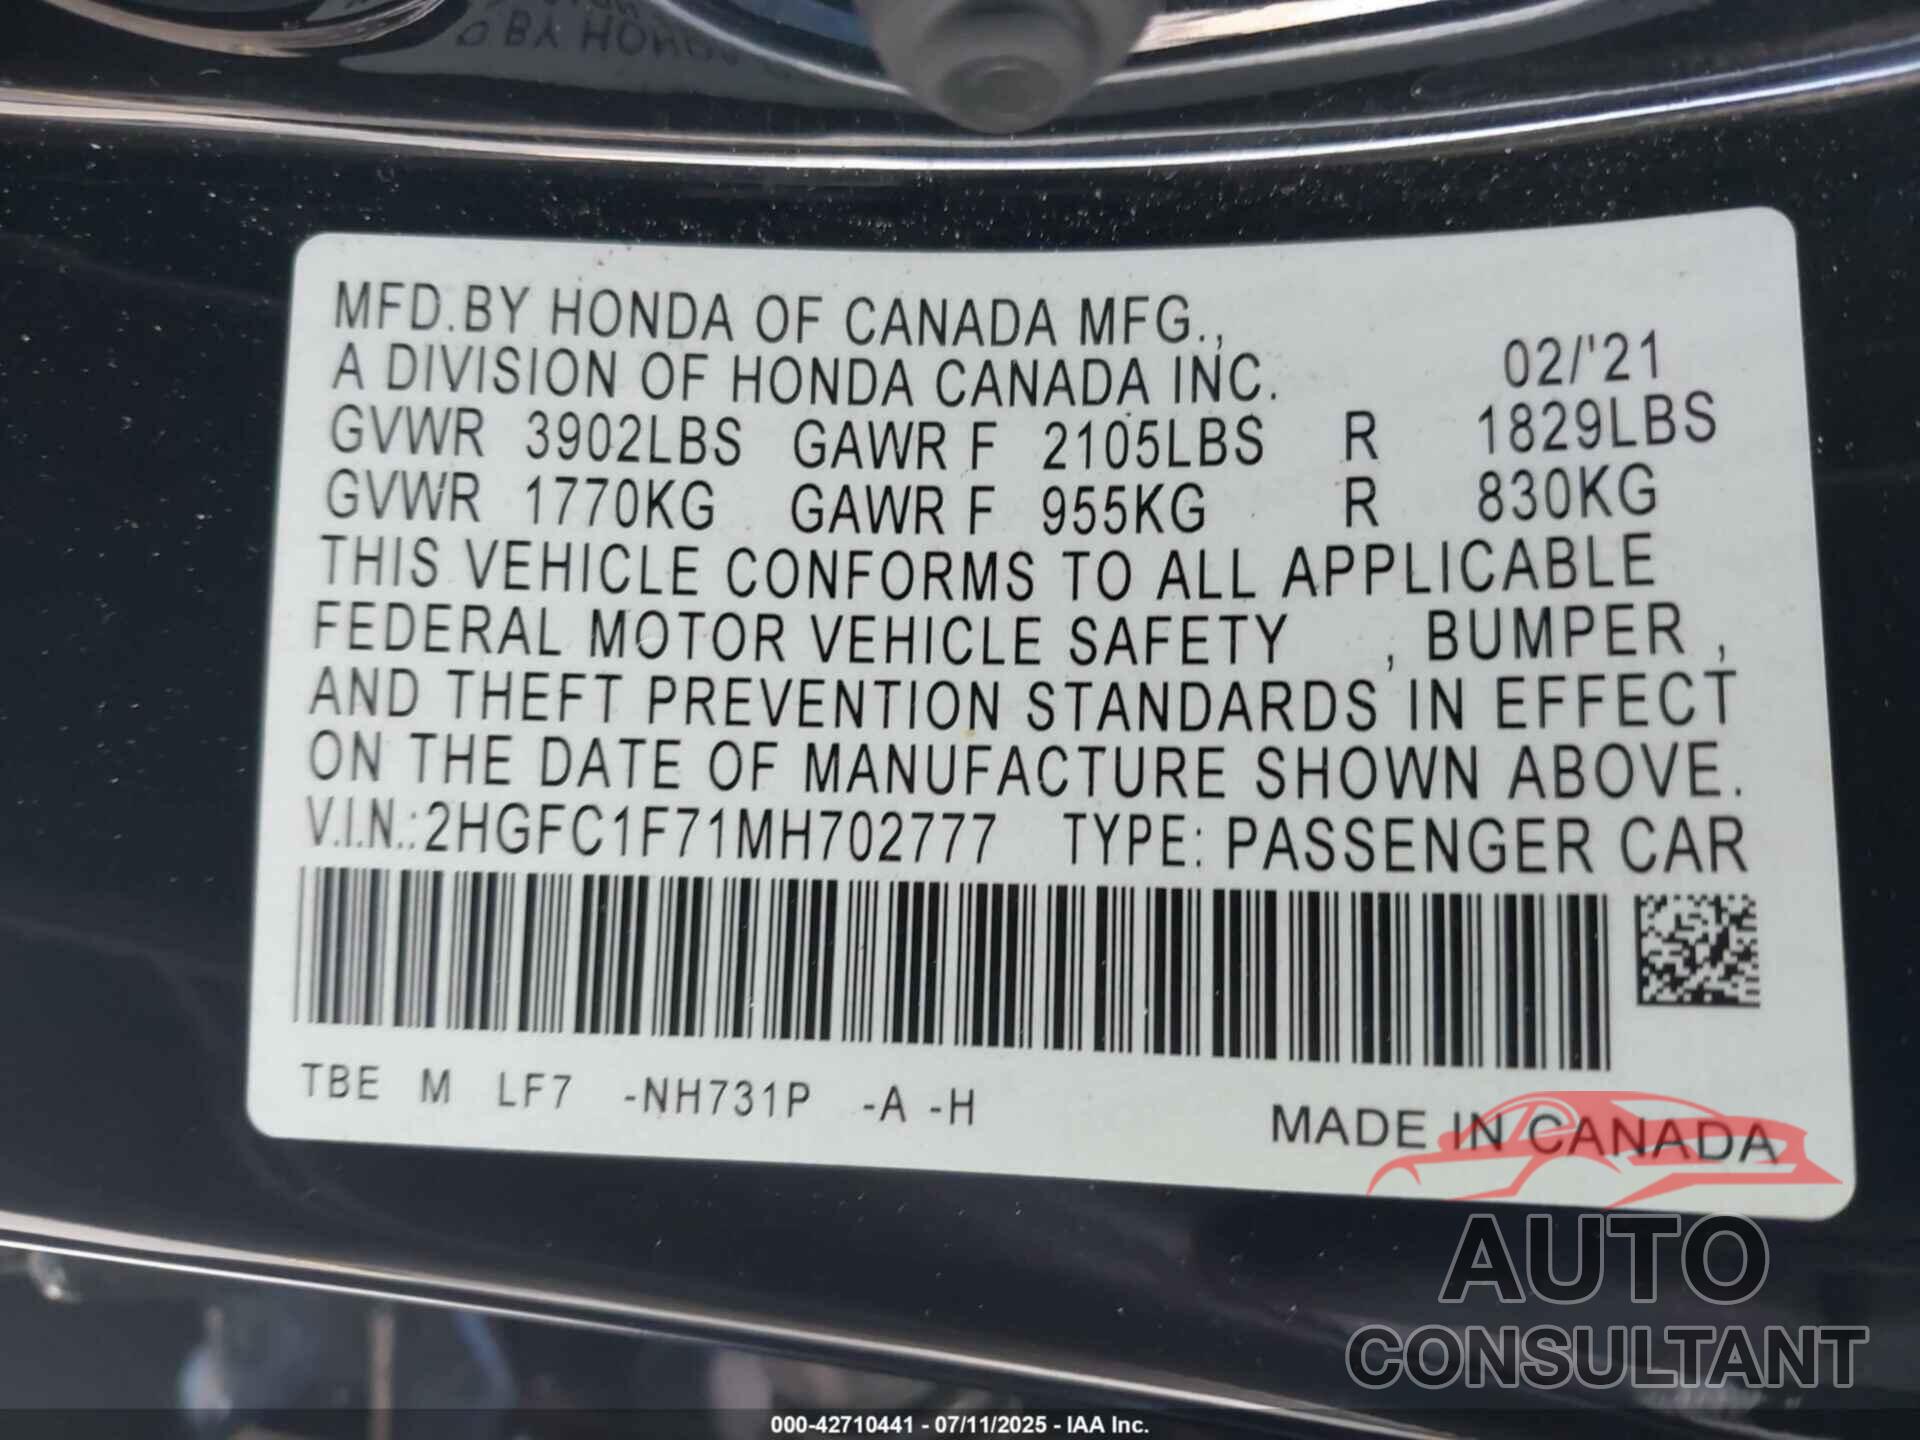 BY HOND
MFD.BY HONDA OF CANADA MFG.,
A DIVISION OF HONDA CANADA INC. 02/'21
GVWR 3902LBS GAWR F 2105LBS R 1829LBS
GVWR 1770KG GAWR F 955KG R 830KG
THIS VEHICLE CONFORMS TO ALL APPLICABLE
FEDERAL MOTOR VEHICLE SAFETY , BUMPER ,
AND THEFT PREVENTION STANDARDS IN EFFECT
ON THE DATE OF MANUFACTURE SHOWN ABOVE.
V.I.N.:2HGFC1F71MH702777 TYPE: PASSENGER CAR
TBE M LF7 -NH731P -A -H
MADE IN CANADA
AUTO
CONSULTANT
000-42710441 - 07/11/2025 - IAA Inc.